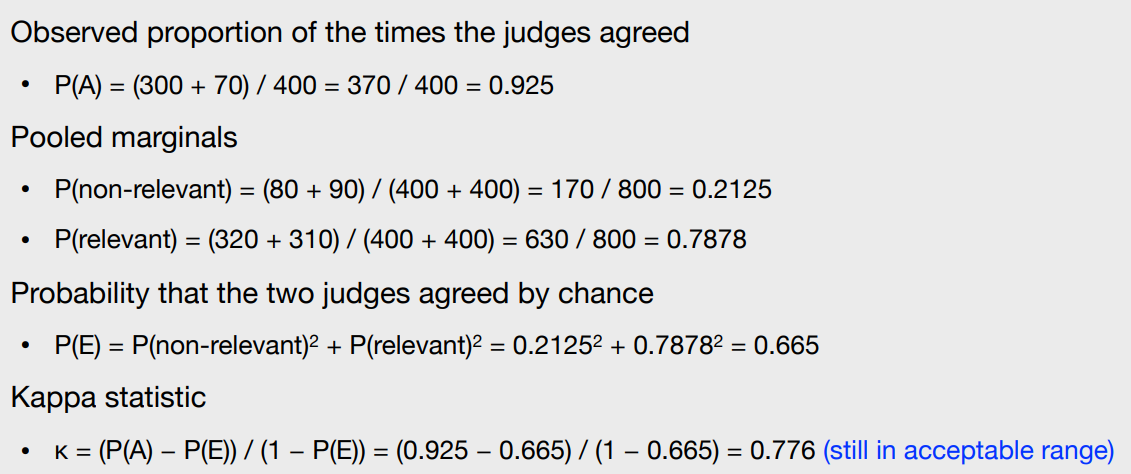 Observed proportion of the times the judges agreed
• P(A) = (300 + 70) / 400 = 370 / 400 = 0.925
Pooled marginals
• P(non-relevant) = (80 + 90) / (400 + 400) = 170 / 800 = 0.2125
• P(relevant) = (320 + 310) / (400 + 400) = 630 / 800 = 0.7878
Probability that the two judges agreed by chance
• P(E) = P(non-relevant)² + P(relevant)² = 0.2125² + 0.7878² = 0.665
Kappa statistic
• κ = (P(A) − P(E)) / (1 − P(E)) = (0.925 − 0.665) / (1 − 0.665) = 0.776 (still in acceptable range)